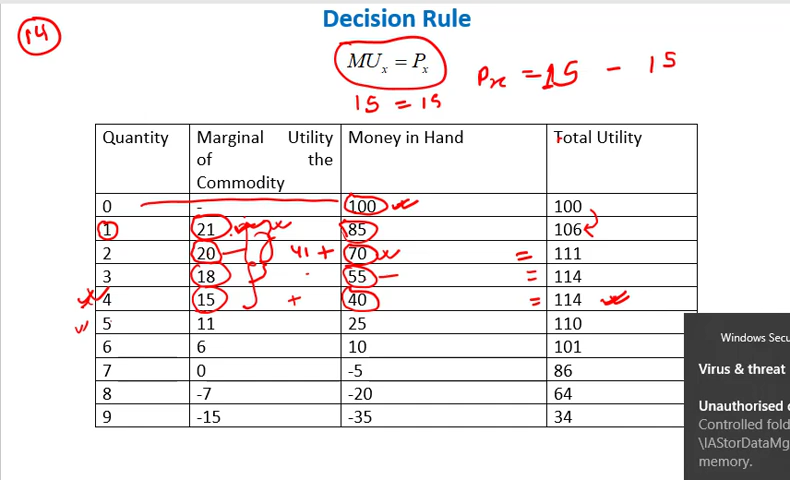 Decision Rule
14
MUx = Px
Px = 15 - 15
15 = 15
Quantity Marginal Utility of the Commodity Money in Hand Total Utility
0 - 100 100
1 21 85 106
2 20 41 + 70 = 111
3 18 55 = 114
4 15 + 40 = 114
5 11 25 110
6 6 10 101
7 0 -5 86
8 -7 -20 64
9 -15 -35 34
Windows Secu
Virus & threat
Unauthorised
Controlled fold
\IAStorDataMg
memory.